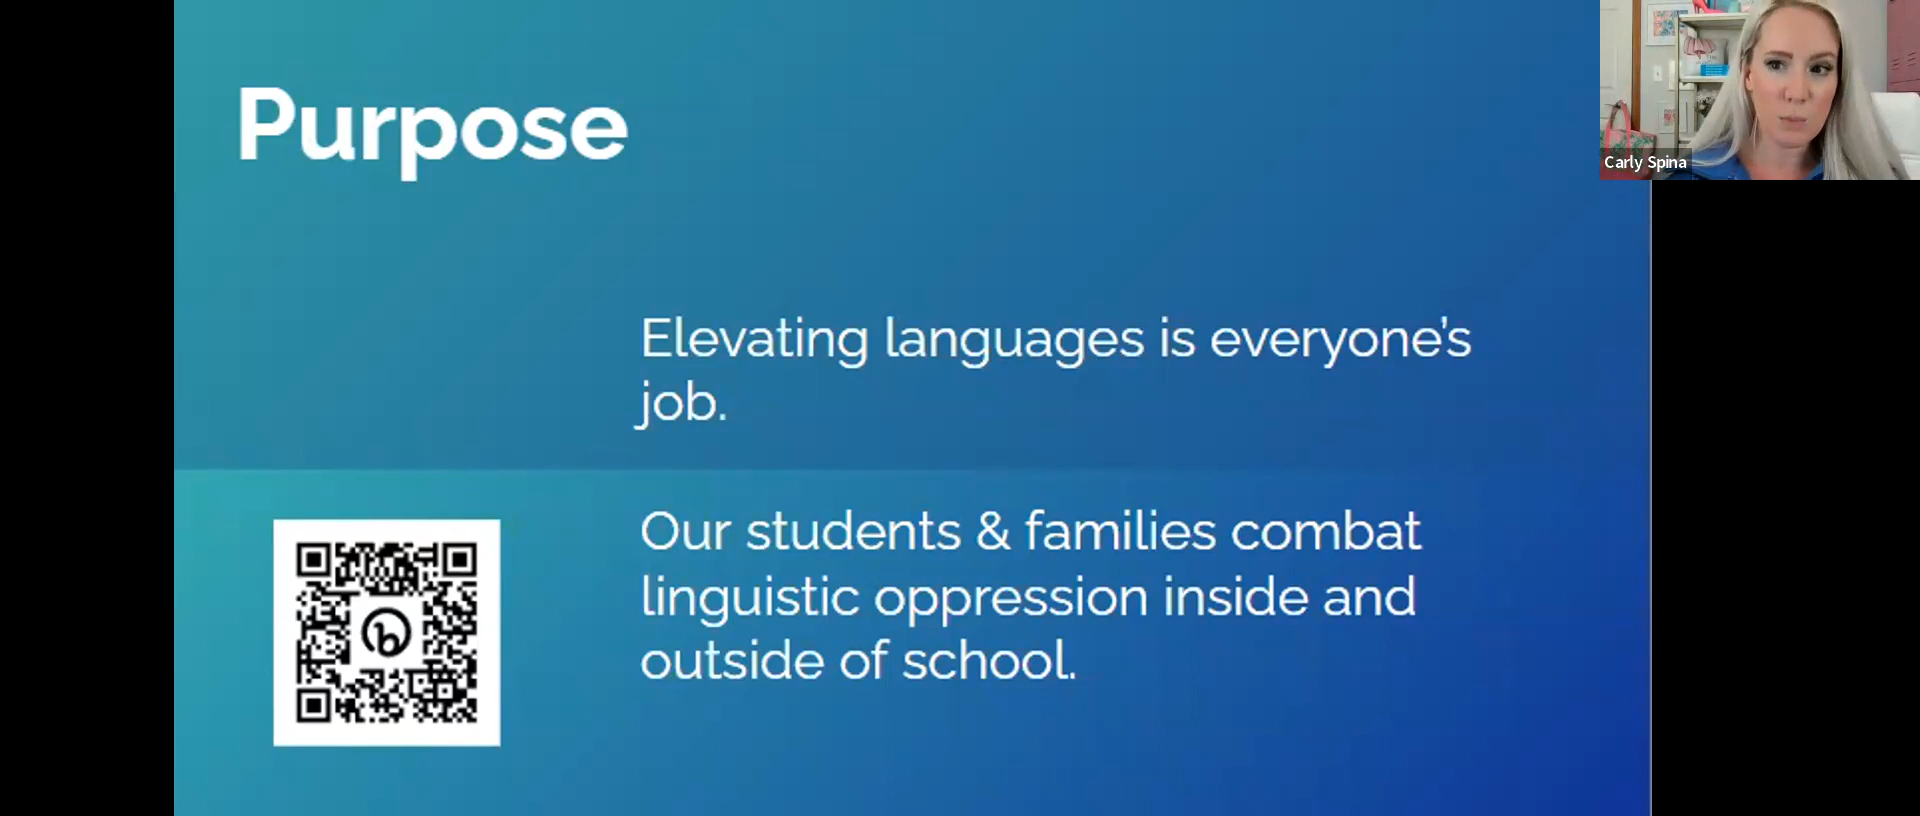 Purpose
Elevating languages is everyone's
job.
Our students & families combat
linguistic oppression inside and
outside of school.
Carly Spina